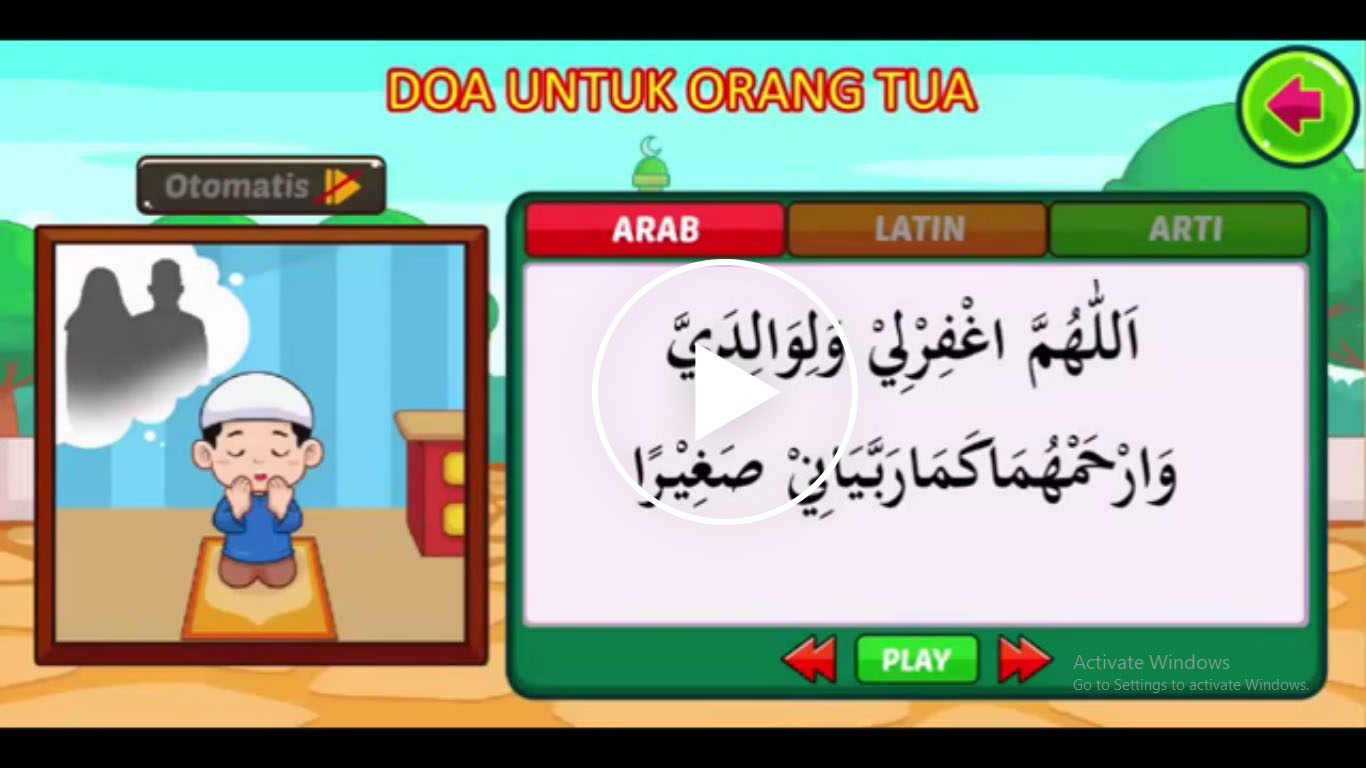 DOA UNTUK ORANG TUA
Otomatis
ARAB LATIN ARTI
اَللّٰهُمَّ اغْفِرْلِيْ وَلِوَالِدَيَّ
وَارْحَمْهُمَاكَمَارَبَّيَانِيْ صَغِيْرًا
PLAY
Activate Windows
Go to Settings to activate Windows.